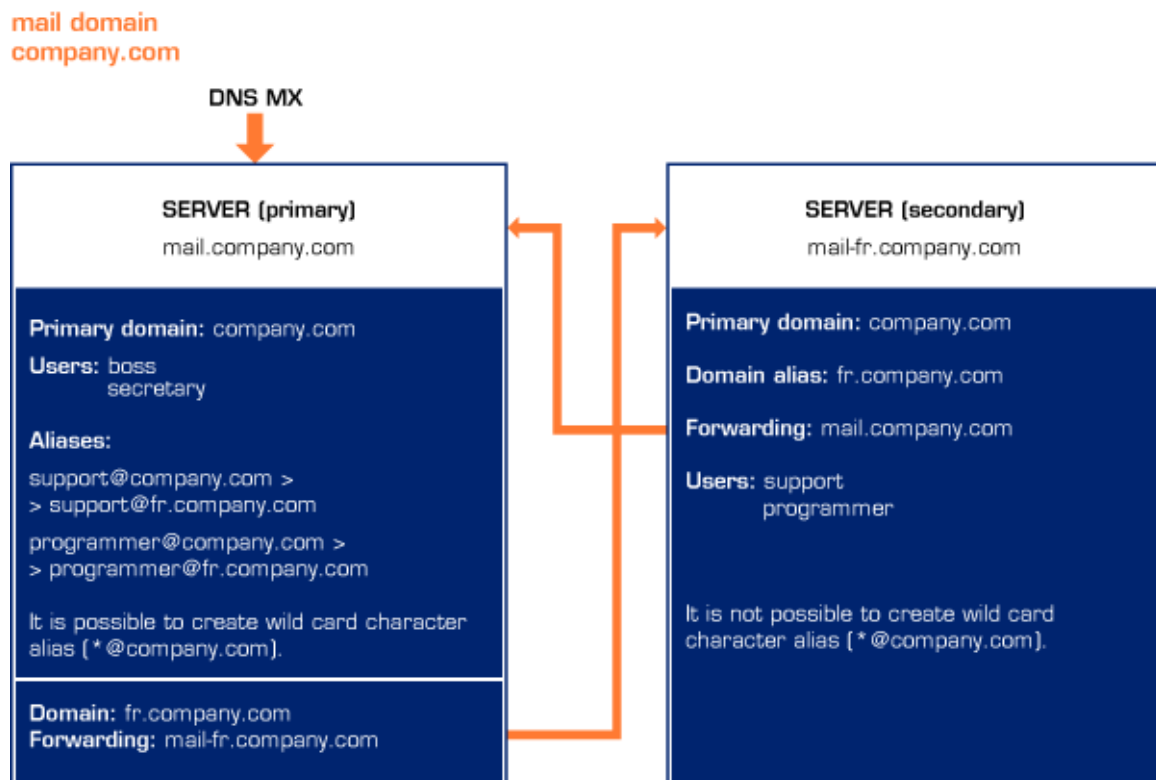 mail domain
company.com
DNS MX
SERVER (primary)
mail.company.com
Primary domain: company.com
Users: boss
secretary
Aliases:
support@company.com >
> support@fr.company.com
programmer@company.com >
> programmer@fr.company.com
It is possible to create wild card character
alias (*@company.com).
Domain: fr.company.com
Forwarding: mail-fr.company.com
SERVER (secondary)
mail-fr.company.com
Primary domain: company.com
Domain alias: fr.company.com
Forwarding: mail.company.com
Users: support
programmer
It is not possible to create wild card
character alias (*@company.com).